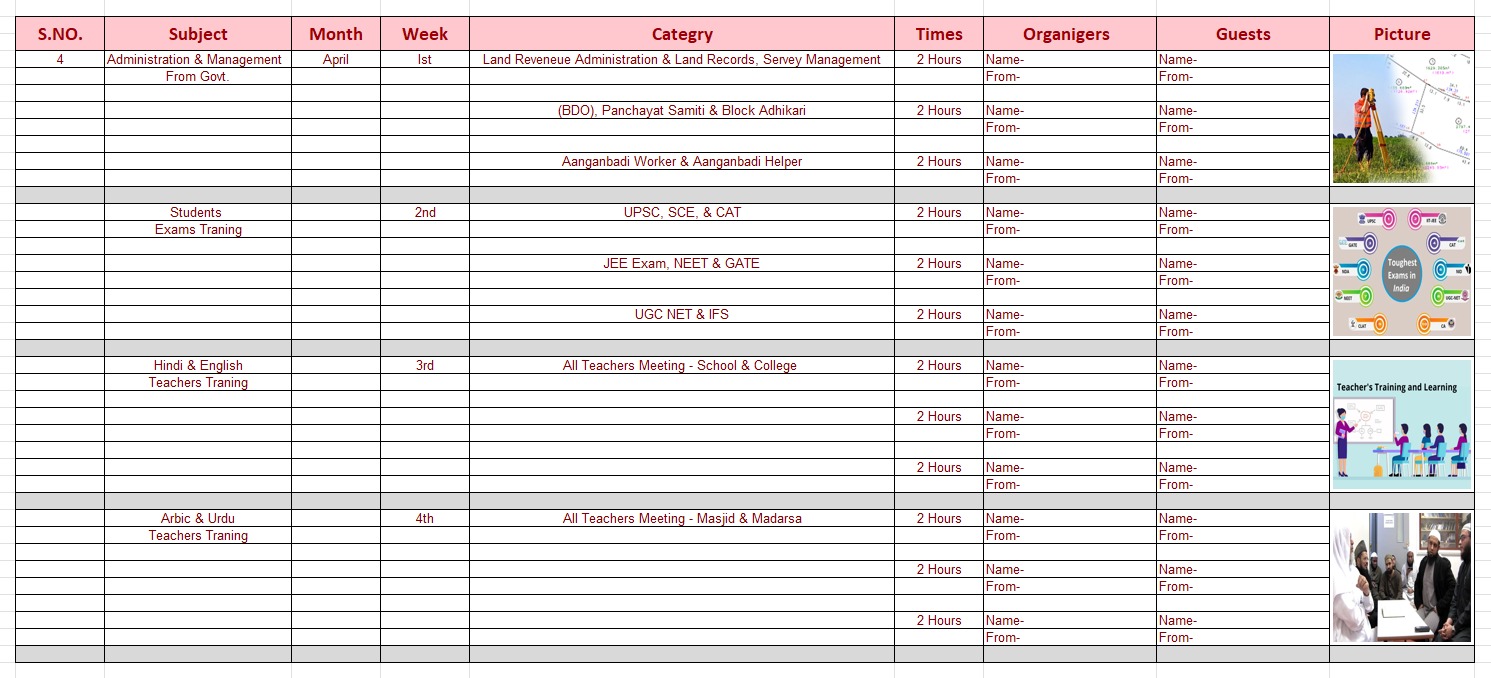 S.NO. Subject Month Week Categry Times Organigers Guests Picture
4 Administration & Management April Ist Land Reveneue Administration & Land Records, Servey Management 2 Hours Name- Name-
From Govt. From- From-
(BDO), Panchayat Samiti & Block Adhikari 2 Hours Name- Name-
From- From-
Aanganbadi Worker & Aanganbadi Helper 2 Hours Name- Name-
From- From-
Students 2nd UPSC, SCE, & CAT 2 Hours Name- Name-
Exams Traning From- From-
JEE Exam, NEET & GATE 2 Hours Name- Name-
From- From-
UGC NET & IFS 2 Hours Name- Name-
From- From-
UPSC IIT-JEE
GATE CAT
Toughest
Exams in
India
NDA NID
NEET UGC-NET
CLAT CA
Hindi & English 3rd All Teachers Meeting - School & College 2 Hours Name- Name-
Teachers Traning From- From-
Teacher's Training and Learning
2 Hours Name- Name-
From- From-
2 Hours Name- Name-
From- From-
Arbic & Urdu 4th All Teachers Meeting - Masjid & Madarsa 2 Hours Name- Name-
Teachers Traning From- From-
2 Hours Name- Name-
From- From-
2 Hours Name- Name-
From- From-